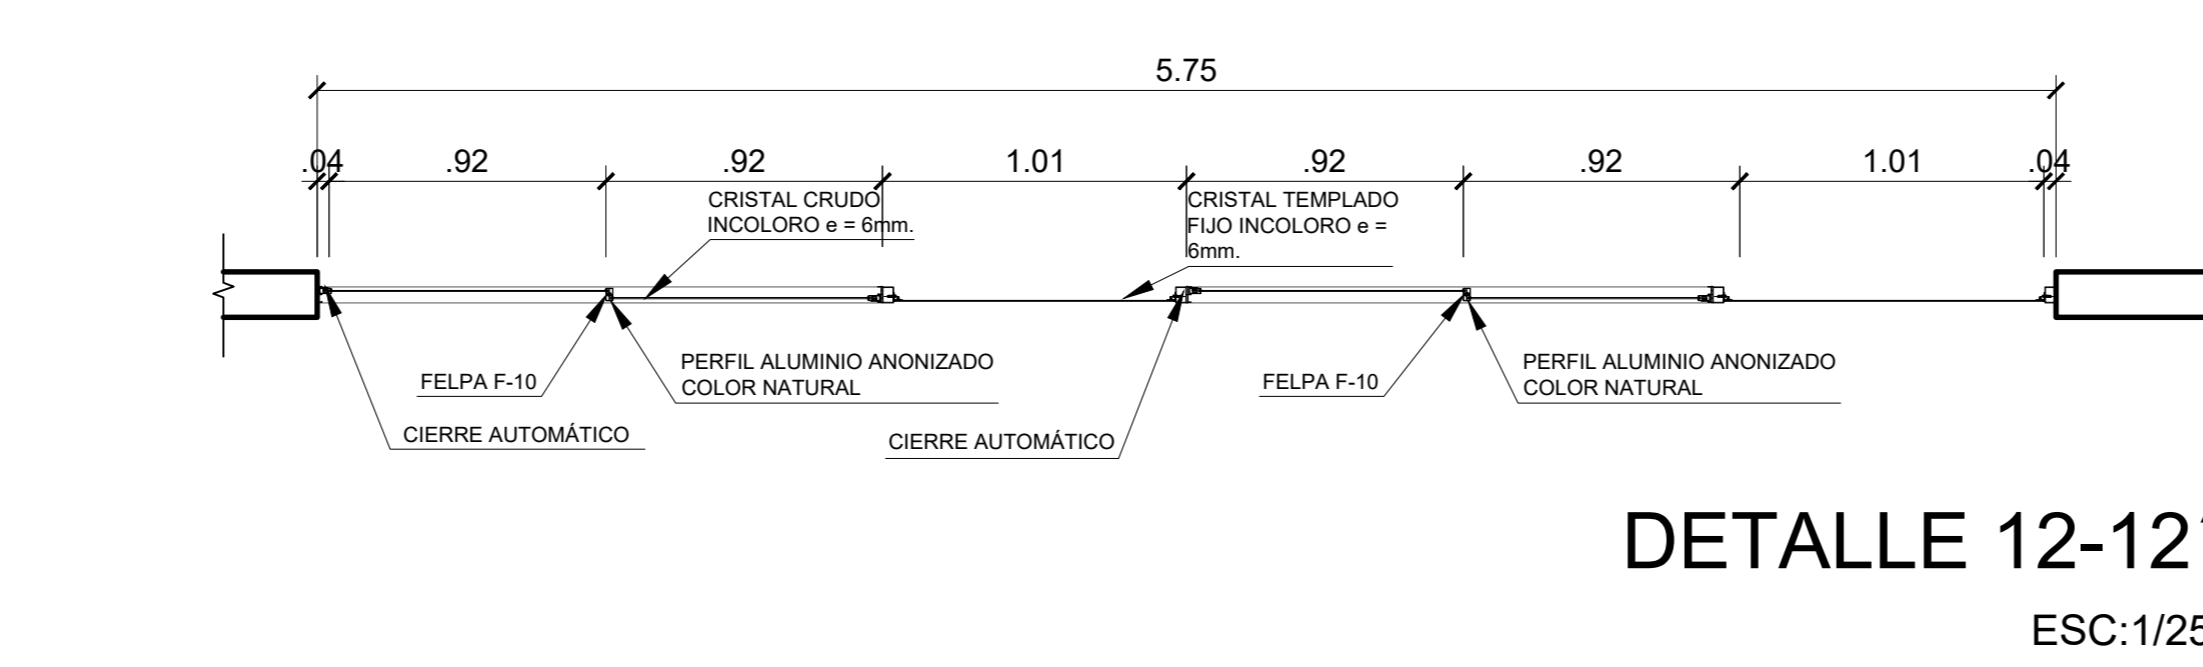 5.75
.04
.92
.92
1.01
.92
.92
1.01
.04
CRISTAL CRUDO
INCOLORO e = 6mm.
CRISTAL TEMPLADO
FIJO INCOLORO e =
6mm.
FELPA F-10
PERFIL ALUMINIO ANONIZADO
COLOR NATURAL
CIERRE AUTOMÁTICO
CIERRE AUTOMÁTICO
FELPA F-10
PERFIL ALUMINIO ANONIZADO
COLOR NATURAL
DETALLE 12-12'
ESC:1/25